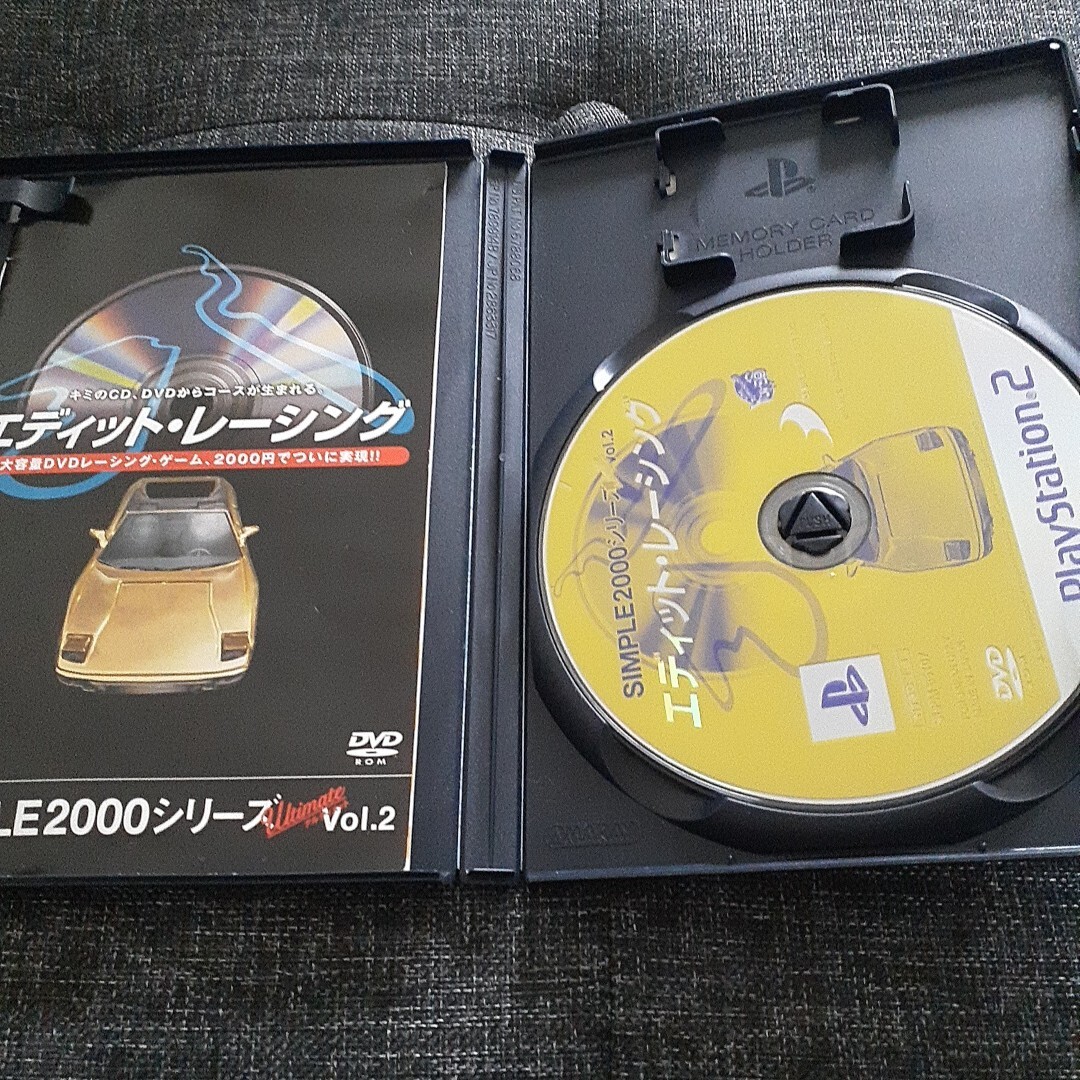 キミのCD、DVDからコースが生まれる。
エディット・レーシング
大容量DVDレーシング・ゲーム、2000円でついに実現!!
DVD
ROM
LE2000シリーズ Ultimate Vol.2
MEMORY CARD
HOLDER
SIMPLE2000シリーズ Vol.2
エディット・レーシング
PUSH
PlayStation®2
DVD